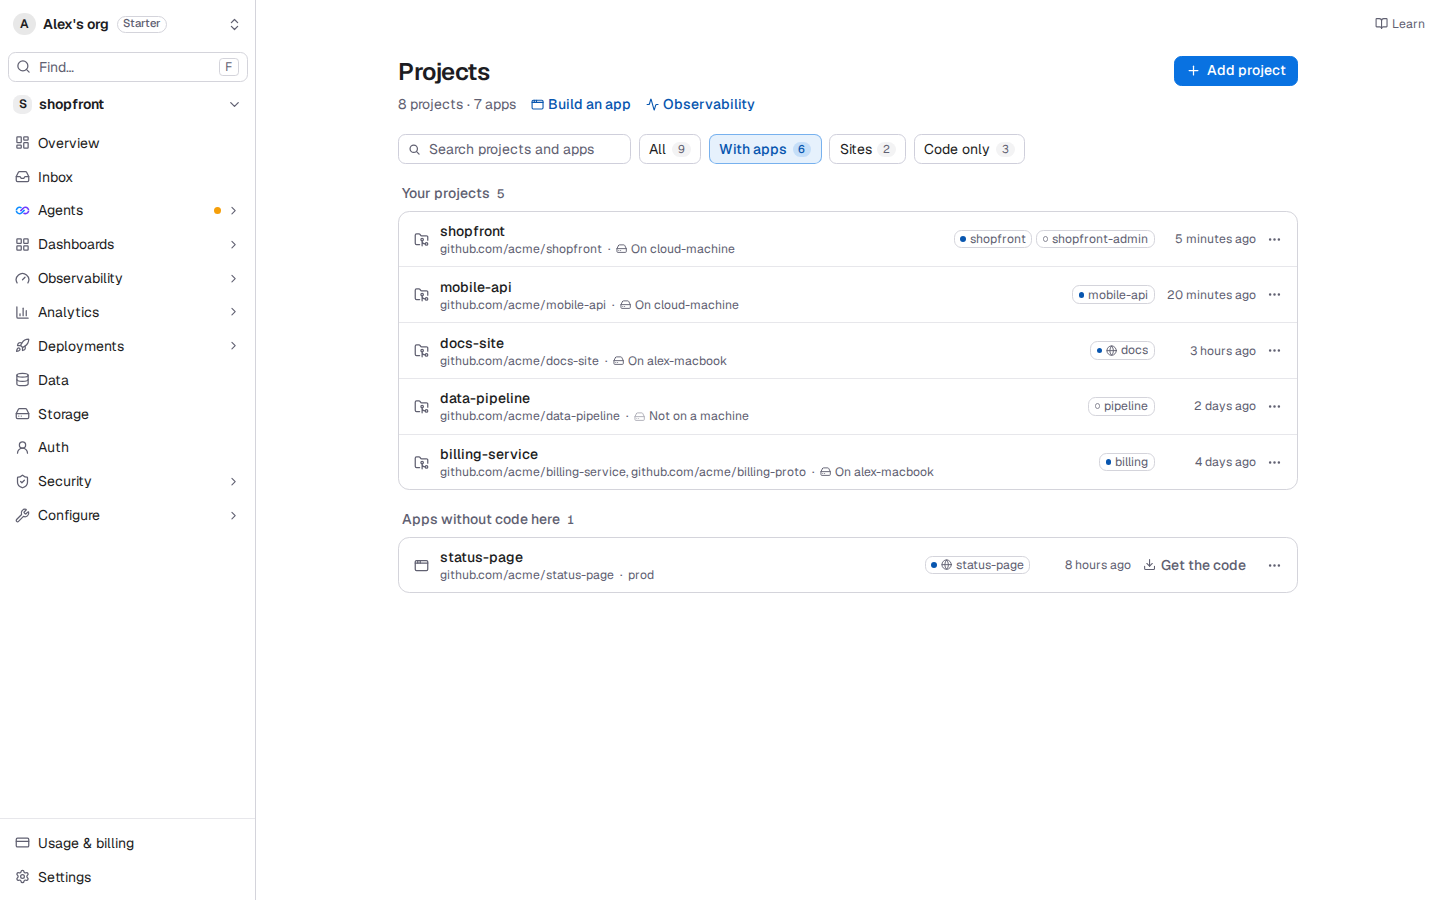 A Alex's org Starter
Find... F
S shopfront
Overview
Inbox
Agents
Dashboards
Observability
Analytics
Deployments
Data
Storage
Auth
Security
Configure
Usage & billing
Settings
Learn
Projects
Add project
8 projects · 7 apps Build an app Observability
Search projects and apps All 9 With apps 6 Sites 2 Code only 3
Your projects 5
shopfront
github.com/acme/shopfront · On cloud-machine
shopfront shopfront-admin 5 minutes ago
mobile-api
github.com/acme/mobile-api · On cloud-machine
mobile-api 20 minutes ago
docs-site
github.com/acme/docs-site · On alex-macbook
docs 3 hours ago
data-pipeline
github.com/acme/data-pipeline · Not on a machine
pipeline 2 days ago
billing-service
github.com/acme/billing-service, github.com/acme/billing-proto · On alex-macbook
billing 4 days ago
Apps without code here 1
status-page
github.com/acme/status-page · prod
status-page 8 hours ago Get the code